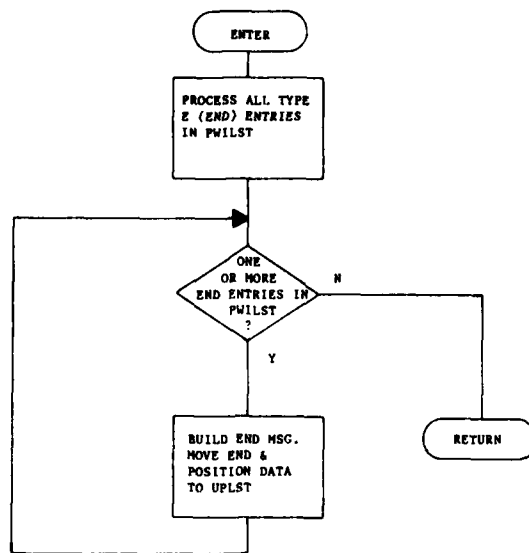 ENTER
PROCESS ALL TYPE
E (END) ENTRIES
IN PWILST
ONE
OR MORE
END ENTRIES IN
PWILST
?
N
Y
BUILD END MSG.
MOVE END &
POSITION DATA
TO UPLST
RETURN